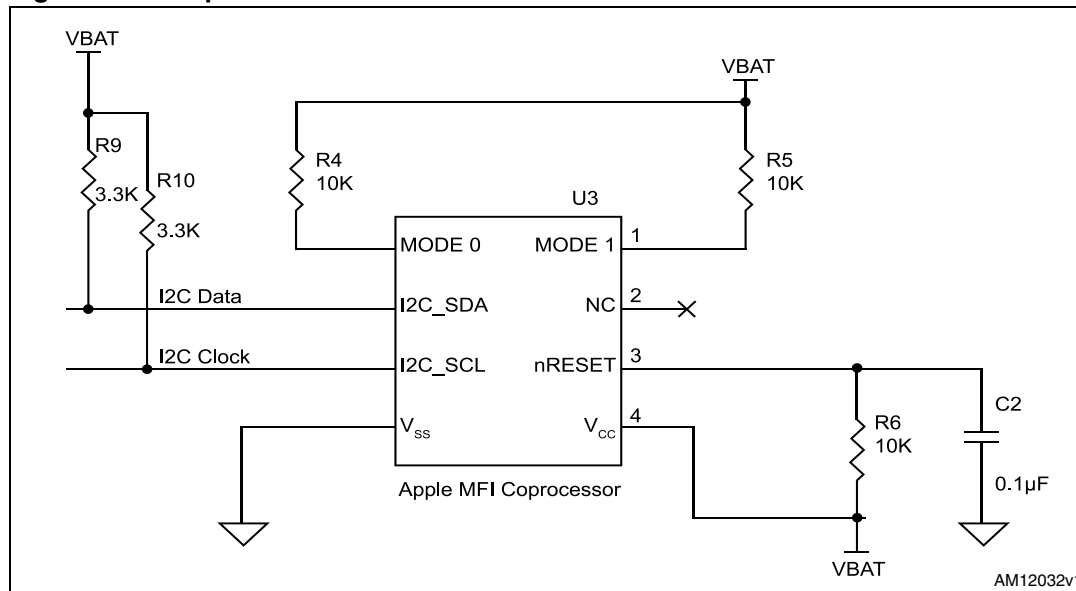 VBAT
R9
3.3K
R10
3.3K
VBAT
R4
10K
R5
10K
U3
MODE 0
MODE 1
1
I2C Data
I2C_SDA
NC
2
I2C Clock
I2C_SCL
nRESET
3
VSS
VCC
4
Apple MFI Coprocessor
R6
10K
C2
0.1µF
VBAT